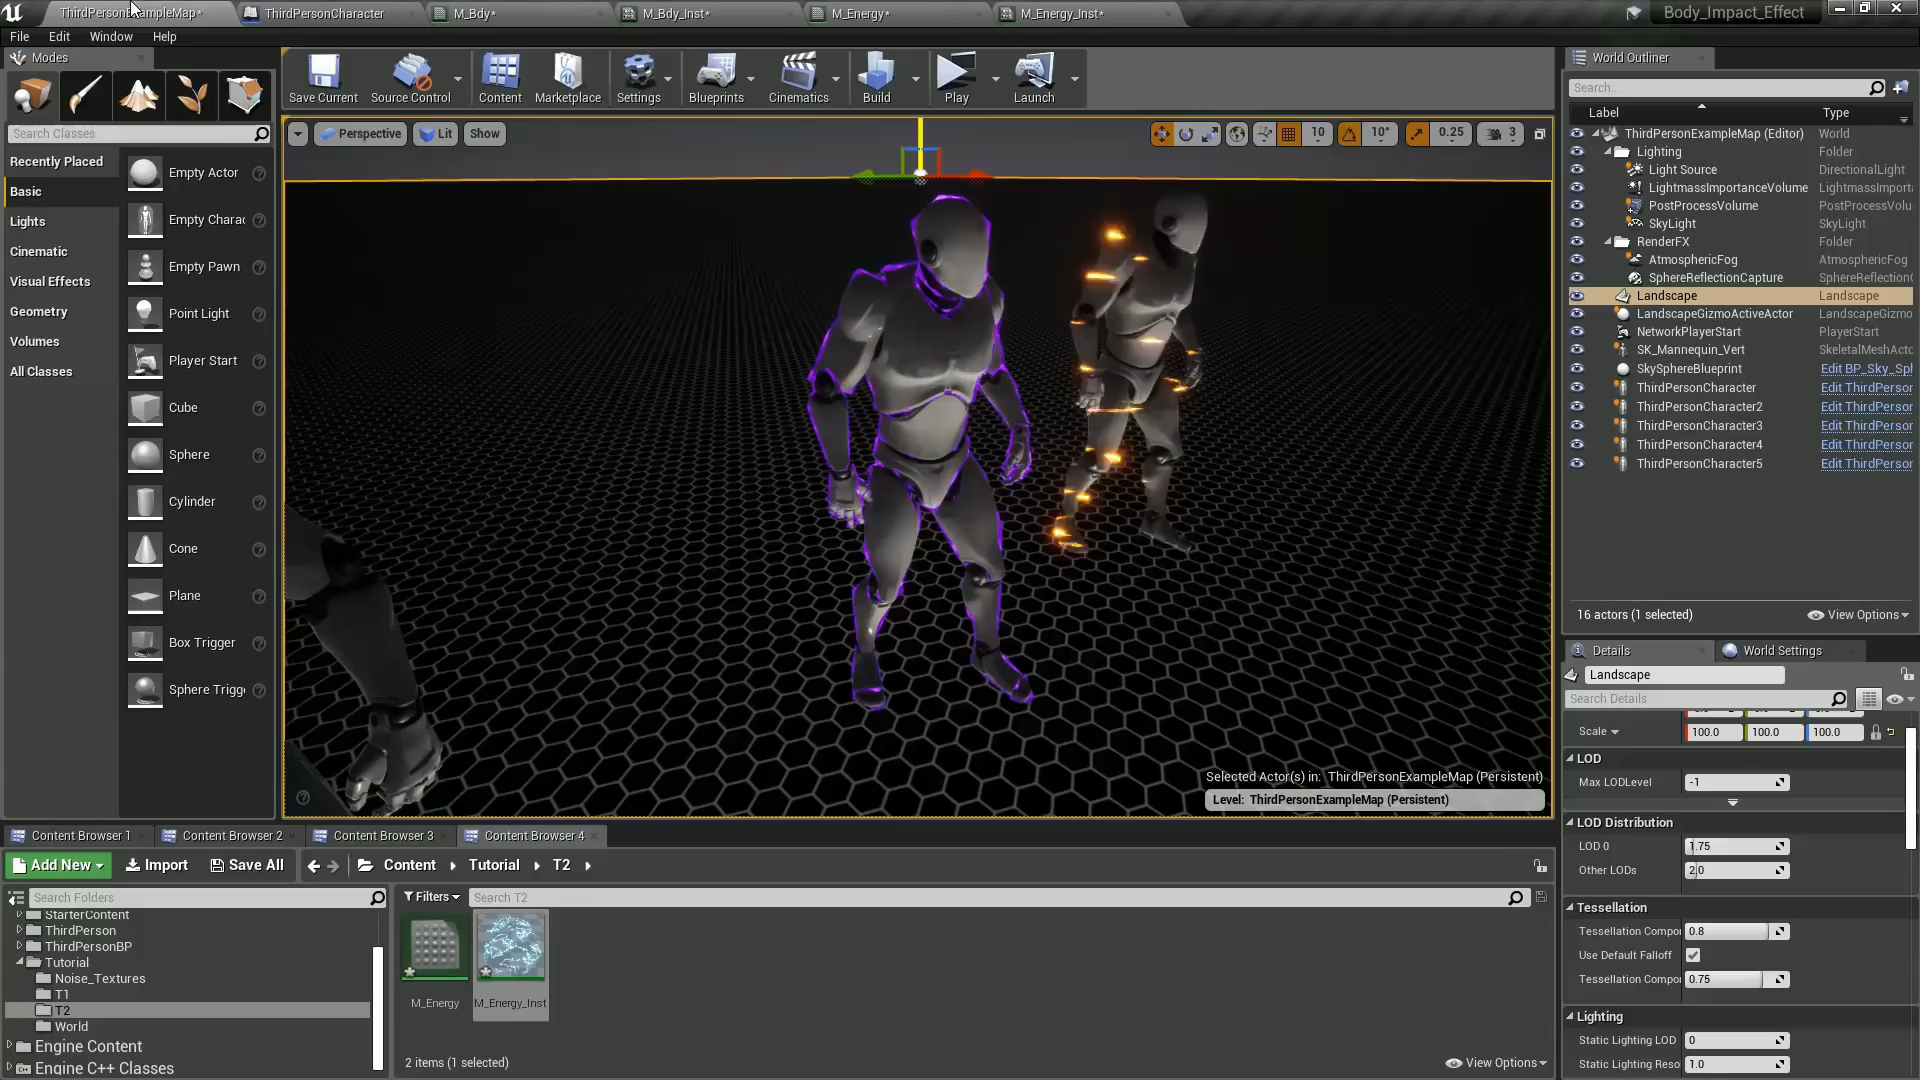 ThirdPersonExampleMap*
ThirdPersonCharacter
M_Bdy*
M_Bdy_Inst*
M_Energy*
M_Energy_Inst*
Body_Impact_Effect
File Edit Window Help
Modes
Save Current
Source Control
Content
Marketplace
Settings
Blueprints
Cinematics
Build
Play
Launch
Search Classes
Recently Placed
Basic
Lights
Cinematic
Visual Effects
Geometry
Volumes
All Classes
Empty Actor
Empty Charac
Empty Pawn
Point Light
Player Start
Cube
Sphere
Cylinder
Cone
Plane
Box Trigger
Sphere Trigge
Perspective Lit Show
10 10° 0.25 3
Selected Actor(s) in: ThirdPersonExampleMap (Persistent)
Level: ThirdPersonExampleMap (Persistent)
World Outliner
Search...
Label Type
ThirdPersonExampleMap (Editor) World
Lighting Folder
Light Source DirectionalLight
LightmassImportanceVolume LightmassImporta
PostProcessVolume PostProcessVolu
SkyLight SkyLight
RenderFX Folder
AtmosphericFog AtmosphericFog
SphereReflectionCapture SphereReflectionC
Landscape Landscape
LandscapeGizmoActiveActor LandscapeGizmo
NetworkPlayerStart PlayerStart
SK_Mannequin_Vert SkeletalMeshActo
SkySphereBlueprint Edit BP_Sky_Sph
ThirdPersonCharacter Edit ThirdPerson
ThirdPersonCharacter2 Edit ThirdPerson
ThirdPersonCharacter3 Edit ThirdPerson
ThirdPersonCharacter4 Edit ThirdPerson
ThirdPersonCharacter5 Edit ThirdPerson
16 actors (1 selected) View Options
Details World Settings
Landscape
Search Details
Scale 100.0 100.0 100.0
LOD
Max LODLevel -1
LOD Distribution
LOD 0 1.75
Other LODs 2.0
Tessellation
Tessellation Compo 0.8
Use Default Falloff
Tessellation Compo 0.75
Lighting
Static Lighting LOD 0
Static Lighting Reso 1.0
Content Browser 1 Content Browser 2 Content Browser 3 Content Browser 4
Add New Import Save All Content Tutorial T2
Search Folders
Filters Search T2
StarterContent
ThirdPerson
ThirdPersonBP
Tutorial
Noise_Textures
T1
T2
World
Engine Content
Engine C++ Classes
M_Energy
M_Energy_Inst
2 items (1 selected) View Options